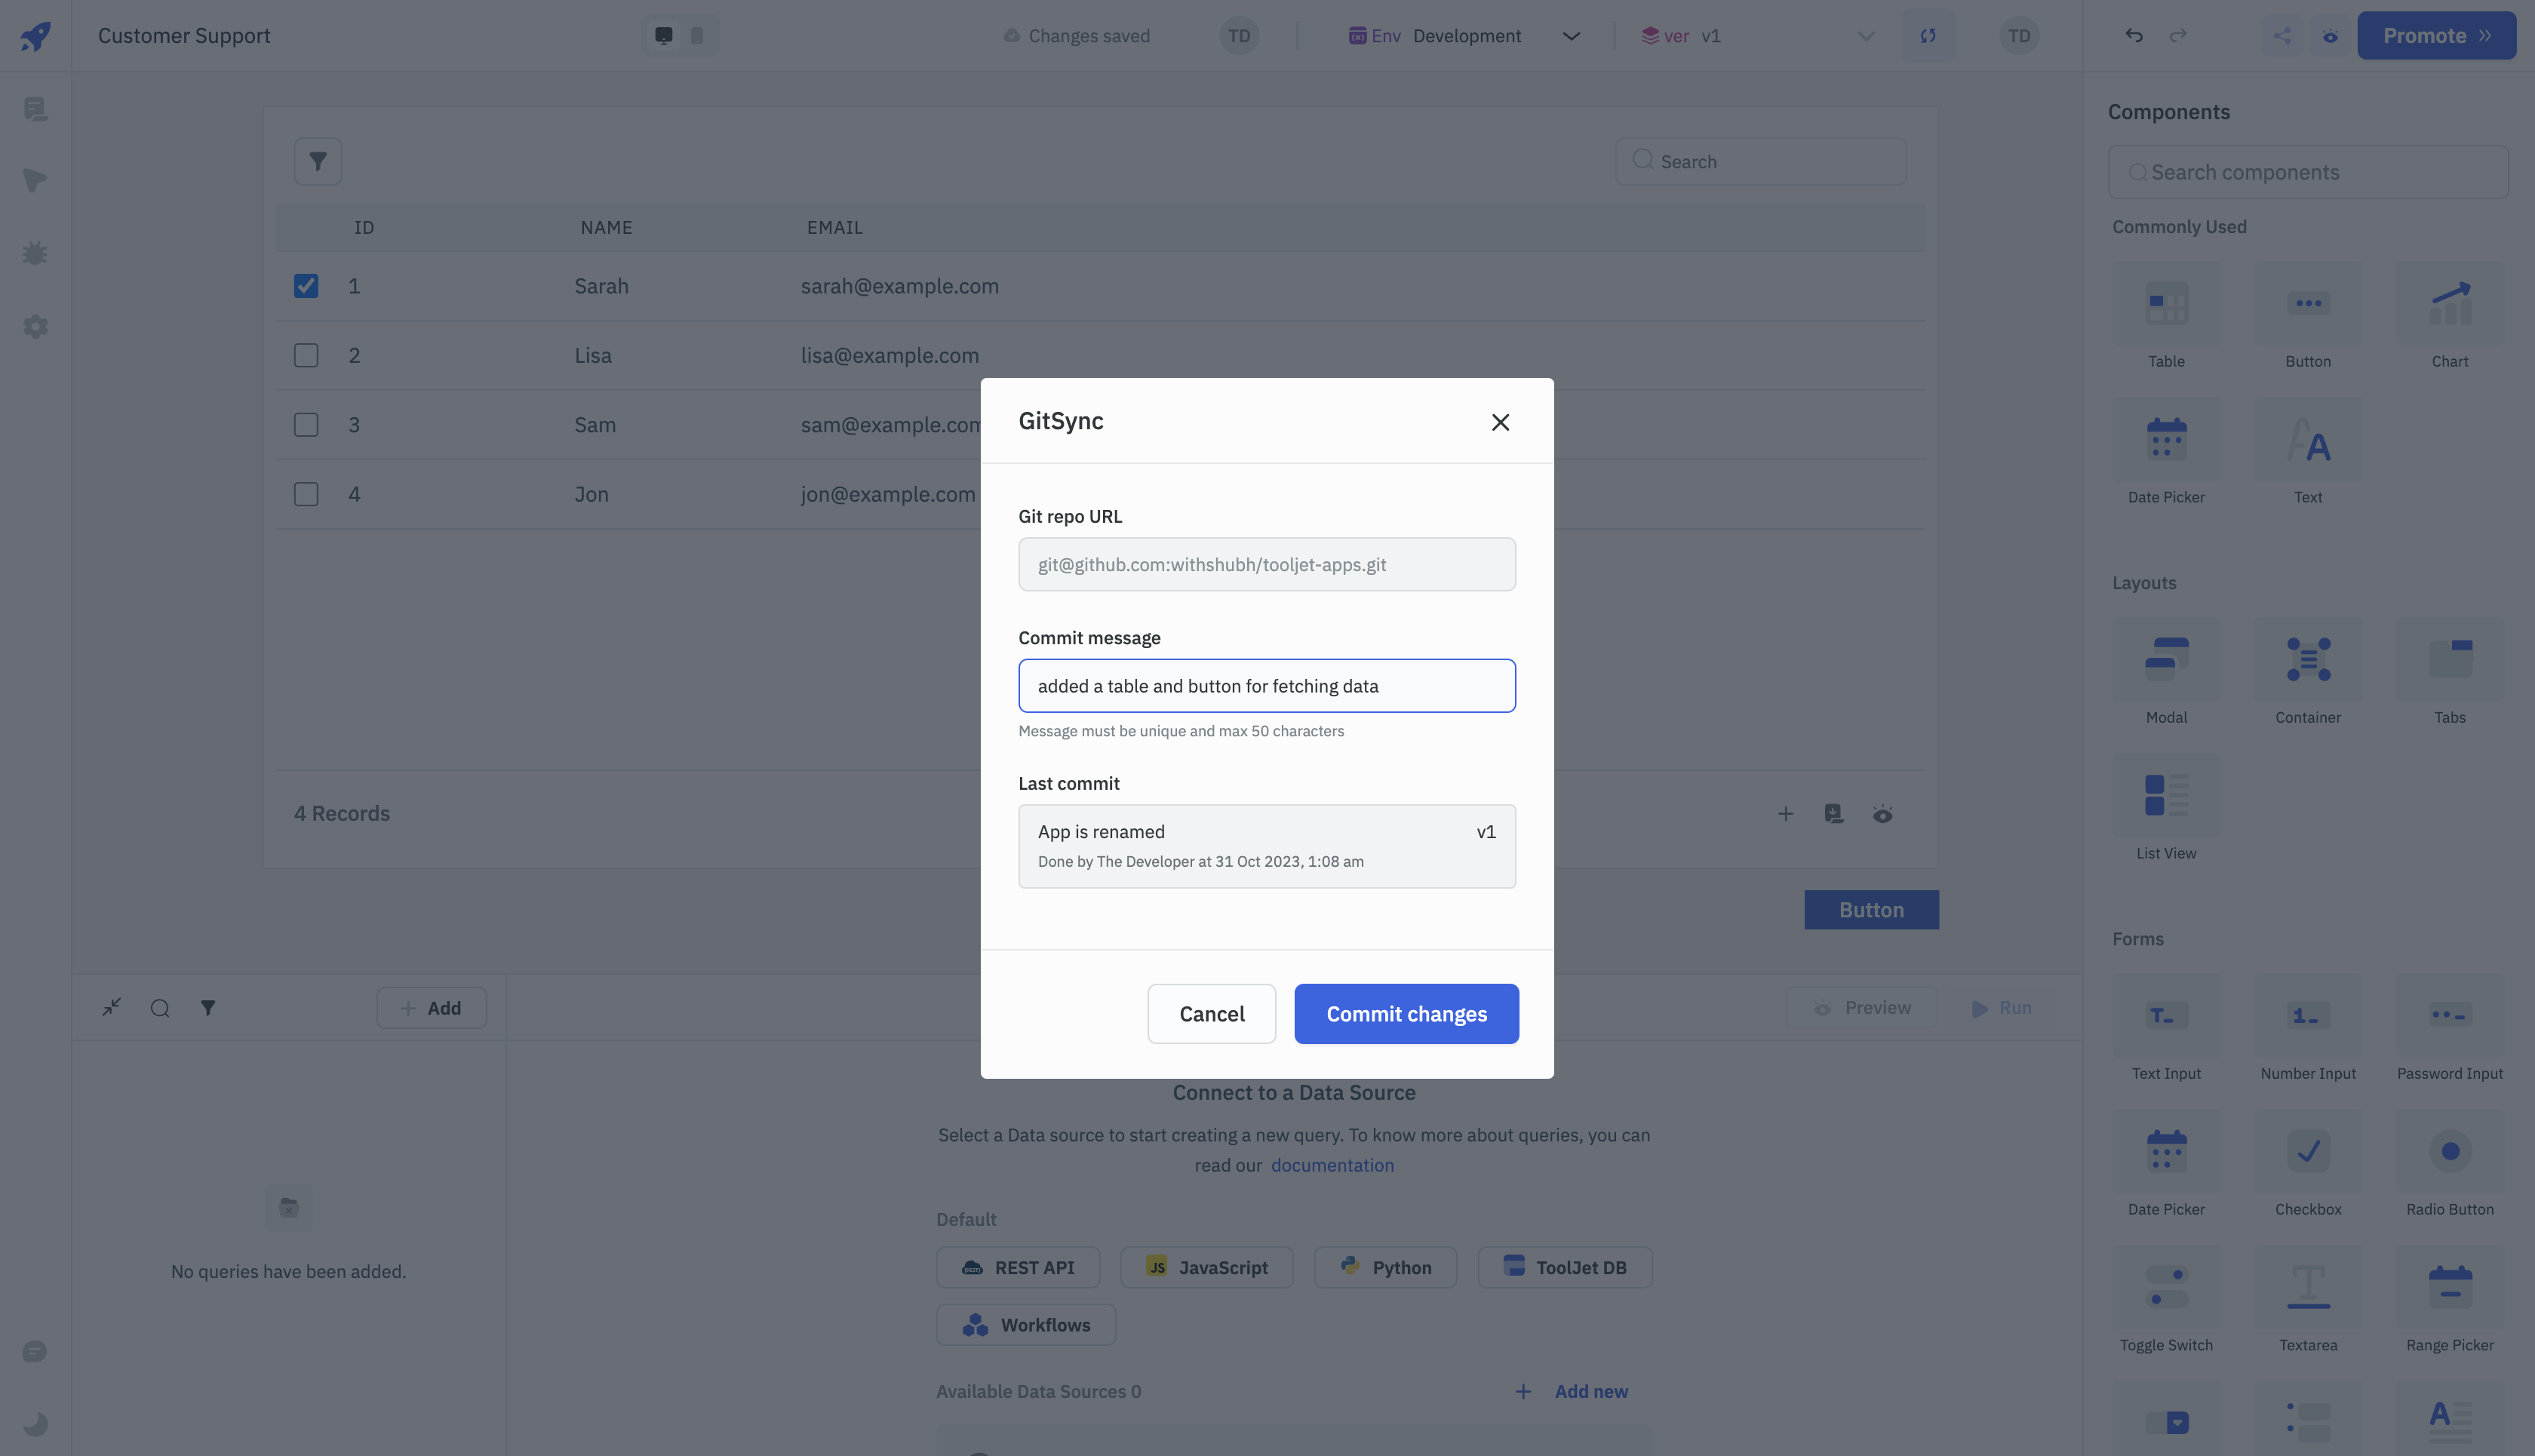 Customer Support
Changes saved
TD
Env Development
ver v1
TD
Promote
Search
ID NAME EMAIL
1 Sarah sarah@example.com
2 Lisa lisa@example.com
3 Sam sam@example.com
4 Jon jon@example.com
4 Records
Button
GitSync
Git repo URL
git@github.com:withshubh/tooljet-apps.git
Commit message
added a table and button for fetching data
Message must be unique and max 50 characters
Last commit
App is renamed v1
Done by The Developer at 31 Oct 2023, 1:08 am
Cancel Commit changes
Add
Preview Run
No queries have been added.
Connect to a Data Source
Select a Data source to start creating a new query. To know more about queries, you can
read our documentation
Default
REST API JS JavaScript Python ToolJet DB
Workflows
Available Data Sources 0 Add new
Components
Search components
Commonly Used
Table Button Chart
Date Picker Text
Layouts
Modal Container Tabs
List View
Forms
Text Input Number Input Password Input
Date Picker Checkbox Radio Button
Toggle Switch Textarea Range Picker